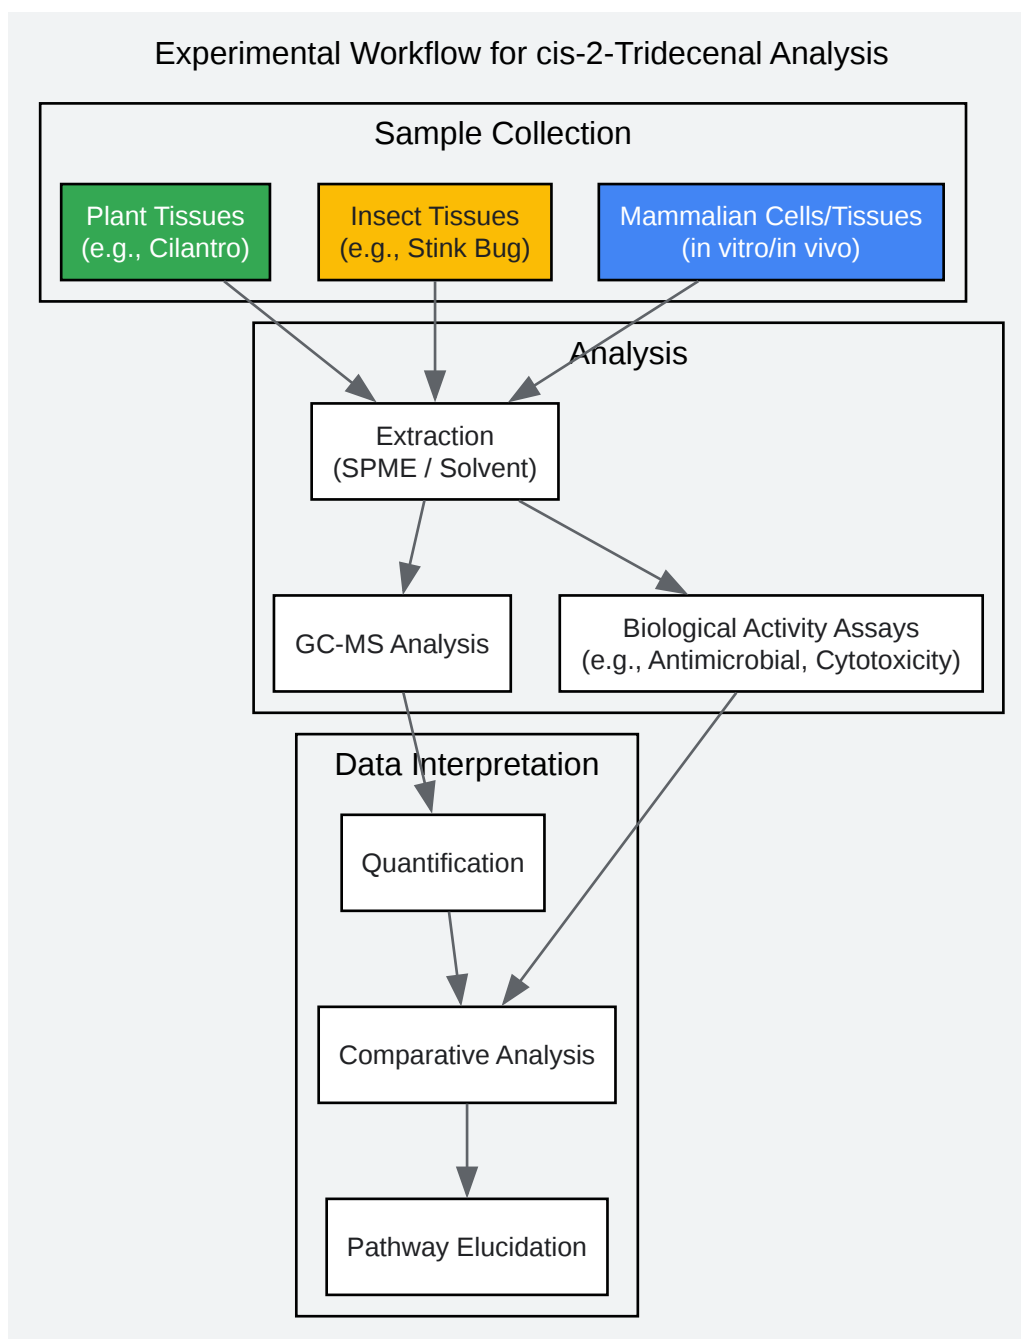 Experimental Workflow for cis-2-Tridecenal Analysis
Sample Collection
Plant Tissues
(e.g., Cilantro)
Insect Tissues
(e.g., Stink Bug)
Mammalian Cells/Tissues
(in vitro/in vivo)
Analysis
Extraction
(SPME / Solvent)
GC-MS Analysis
Biological Activity Assays
(e.g., Antimicrobial, Cytotoxicity)
Data Interpretation
Quantification
Comparative Analysis
Pathway Elucidation